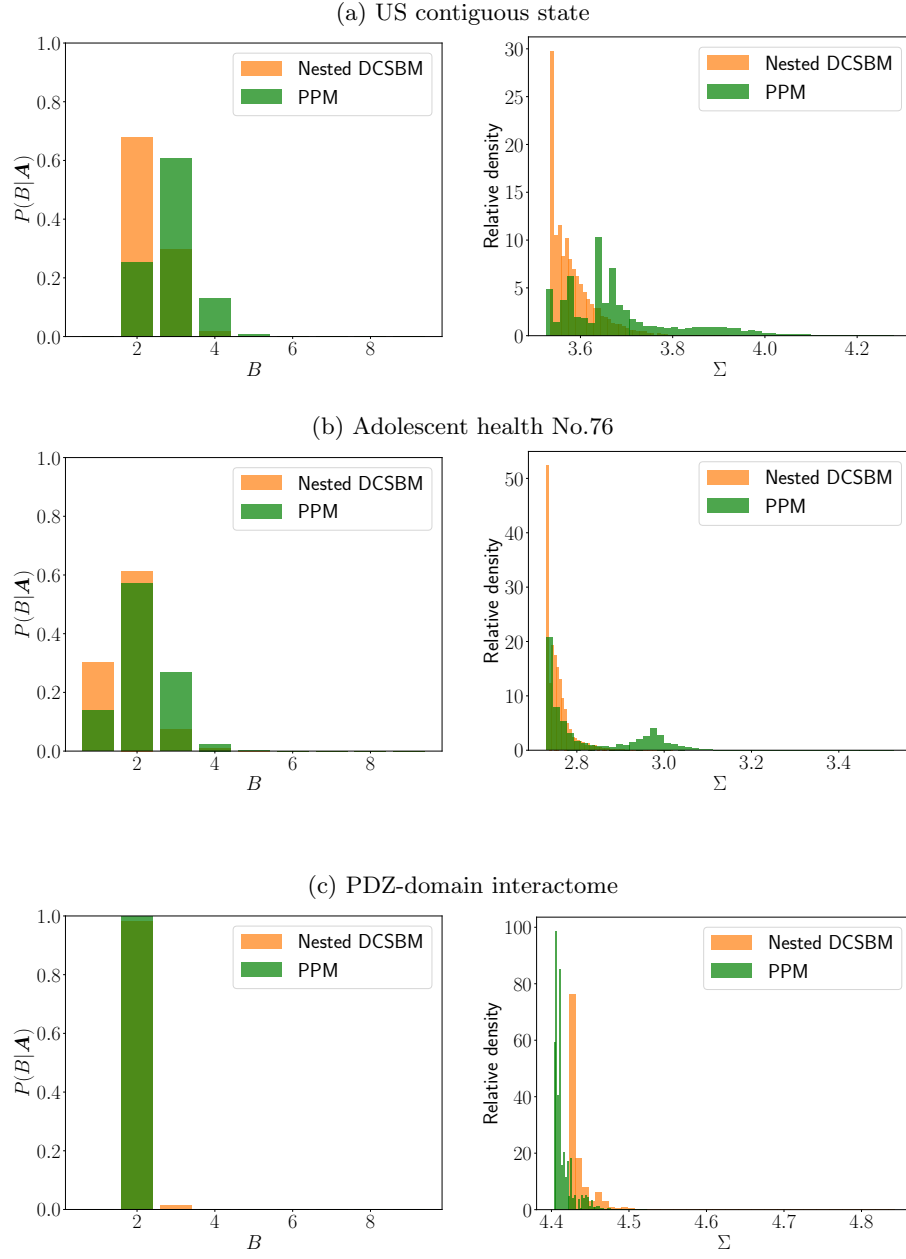 (a) US contiguous state
1.0
0.8
0.6
0.4
0.2
0.0
P(B|A)
2 4 6 8
B
Nested DCSBM
PPM
30
25
20
15
10
5
0
Relative density
3.6 3.8 4.0 4.2
Σ
Nested DCSBM
PPM
(b) Adolescent health No.76
1.0
0.8
0.6
0.4
0.2
0.0
P(B|A)
2 4 6 8
B
Nested DCSBM
PPM
50
40
30
20
10
0
Relative density
2.8 3.0 3.2 3.4
Σ
Nested DCSBM
PPM
(c) PDZ-domain interactome
1.0
0.8
0.6
0.4
0.2
0.0
P(B|A)
2 4 6 8
B
Nested DCSBM
PPM
100
80
60
40
20
0
Relative density
4.4 4.5 4.6 4.7 4.8
Σ
Nested DCSBM
PPM